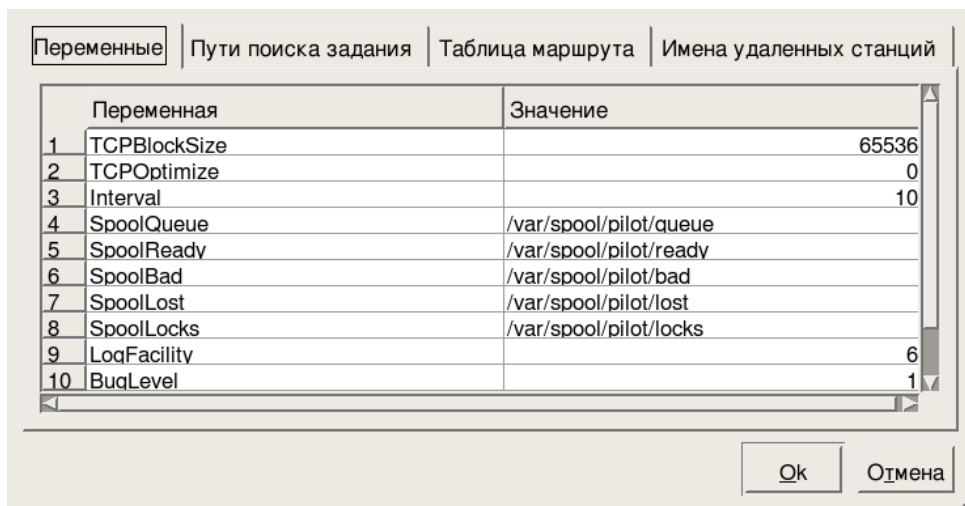 Переменные Пути поиска задания Таблица маршрута Имена удаленных станций
Переменная Значение
1 TCPBlockSize 65536
2 TCPOptimize 0
3 Interval 10
4 SpoolQueue /var/spool/pilot/queue
5 SpoolReady /var/spool/pilot/ready
6 SpoolBad /var/spool/pilot/bad
7 SpoolLost /var/spool/pilot/lost
8 SpoolLocks /var/spool/pilot/locks
9 LogFacility 6
10 BugLevel 1
Ok Отмена